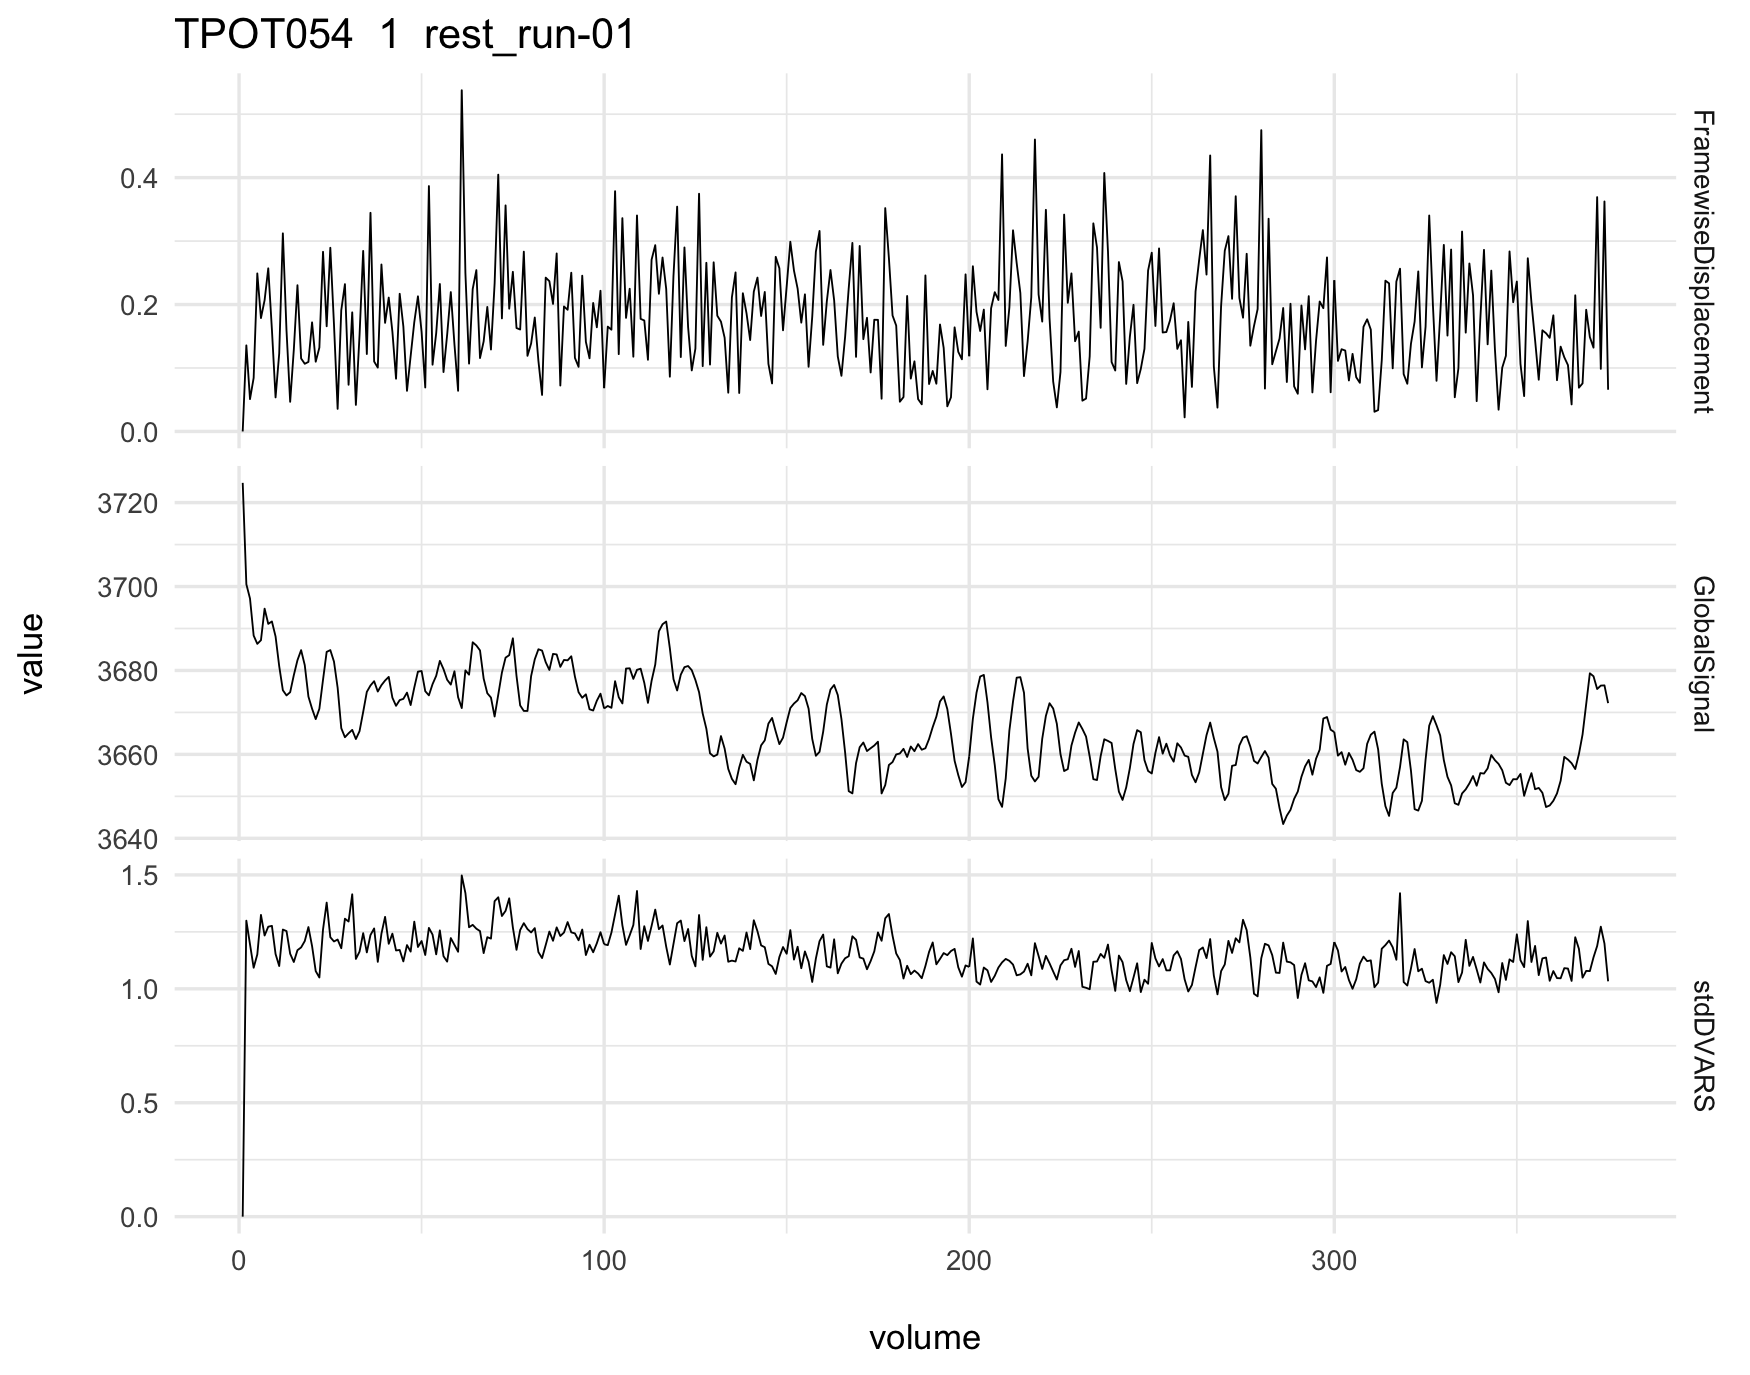 TPOT054 1 rest_run-01
0.4
0.2
0.0
FramewiseDisplacement
3720
3700
3680
3660
3640
GlobalSignal
value
1.5
1.0
0.5
0.0
stdDVARS
0 100 200 300
volume